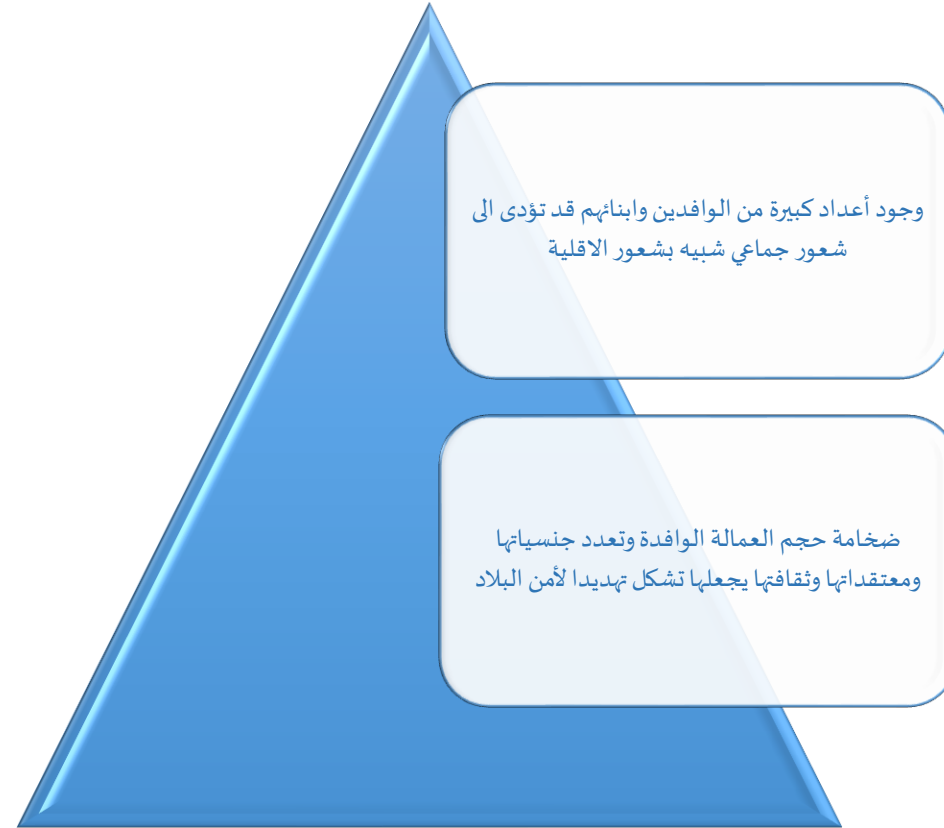 وجود أعداد كبيرة من الوافدين وابنائهم قد تؤدى الى
شعور جماعي شبيه بشعور الاقلية
ضخامة حجم العمالة الوافدة وتعدد جنسياتها
ومعتقداتها وثقافتها يجعلها تشكل تهديدا لأمن البلاد